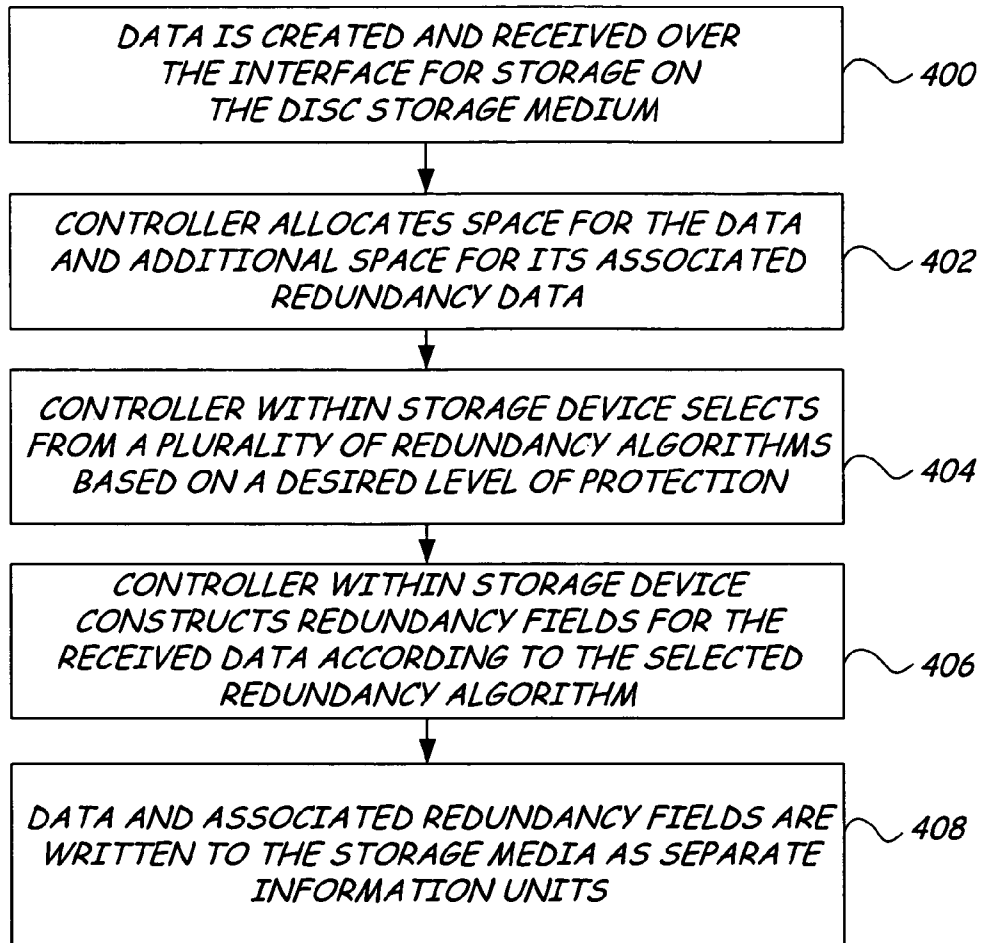 DATA IS CREATED AND RECEIVED OVER
THE INTERFACE FOR STORAGE ON
THE DISC STORAGE MEDIUM
400
CONTROLLER ALLOCATES SPACE FOR THE DATA
AND ADDITIONAL SPACE FOR ITS ASSOCIATED
REDUNDANCY DATA
402
CONTROLLER WITHIN STORAGE DEVICE SELECTS
FROM A PLURALITY OF REDUNDANCY ALGORITHMS
BASED ON A DESIRED LEVEL OF PROTECTION
404
CONTROLLER WITHIN STORAGE DEVICE
CONSTRUCTS REDUNDANCY FIELDS FOR THE
RECEIVED DATA ACCORDING TO THE SELECTED
REDUNDANCY ALGORITHM
406
DATA AND ASSOCIATED REDUNDANCY FIELDS ARE
WRITTEN TO THE STORAGE MEDIA AS SEPARATE
INFORMATION UNITS
408